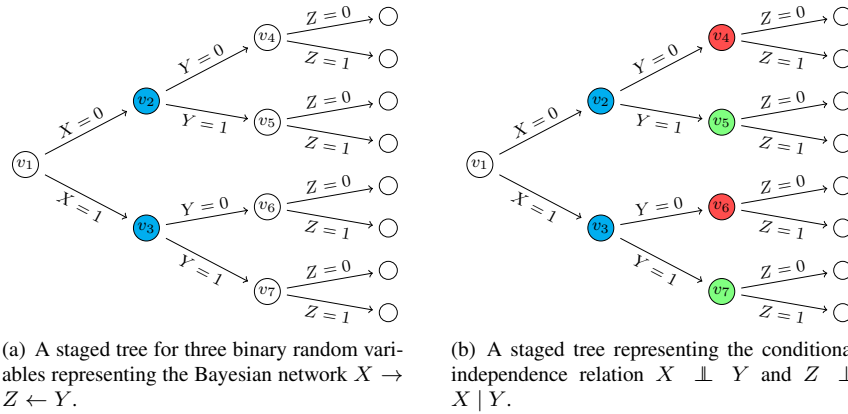 Z = 0
v4
Y = 0
Z = 1
v2
X = 0
Y = 1
Z = 0
v5
Z = 1
v1
X = 1
Y = 0
Z = 0
v6
Z = 1
v3
Y = 1
Z = 0
v7
Z = 1
Z = 0
v4
Y = 0
Z = 1
v2
X = 0
Y = 1
Z = 0
v5
Z = 1
v1
X = 1
Y = 0
Z = 0
v6
Z = 1
v3
Y = 1
Z = 0
v7
Z = 1
(a) A staged tree for three binary random vari-
ables representing the Bayesian network X →
Z ← Y.
(b) A staged tree representing the conditiona
independence relation X ⫫ Y and Z
X | Y.